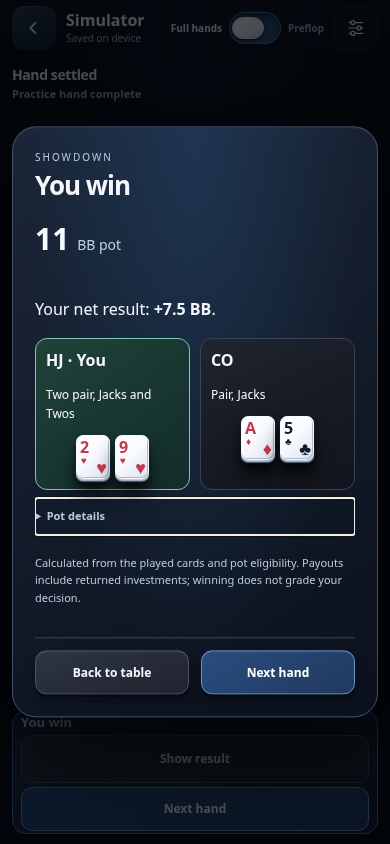 Simulator
Saved on device
Full hands
Preflop
Hand settled
Practice hand complete
SHOWDOWN
You win
11 BB pot
Your net result: +7.5 BB.
HJ · You
Two pair, Jacks and
Twos
2 ♥ ♥
9 ♥ ♥
CO
Pair, Jacks
A ♦ ♦
5 ♣ ♣
▸ Pot details
Calculated from the played cards and pot eligibility. Payouts
include returned investments; winning does not grade your
decision.
Back to table
Next hand
You win
Show result
Next hand